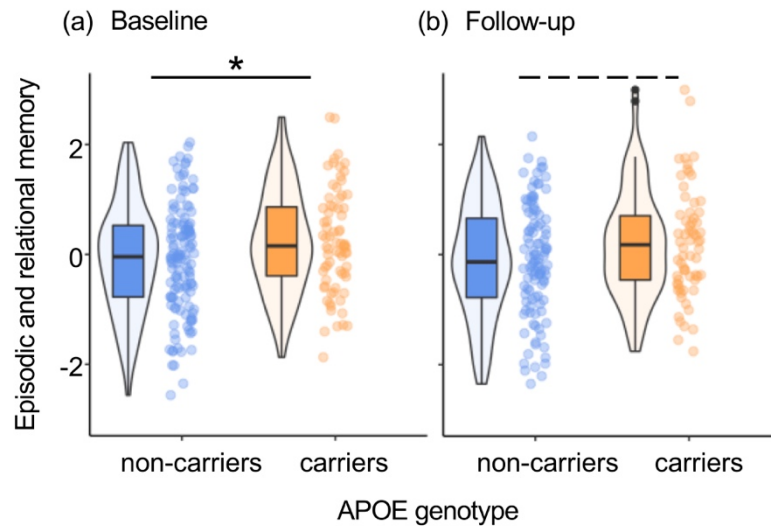 (a) Baseline
(b) Follow-up
*
Episodic and relational memory
2
0
-2
non-carriers
carriers
non-carriers
carriers
APOE genotype